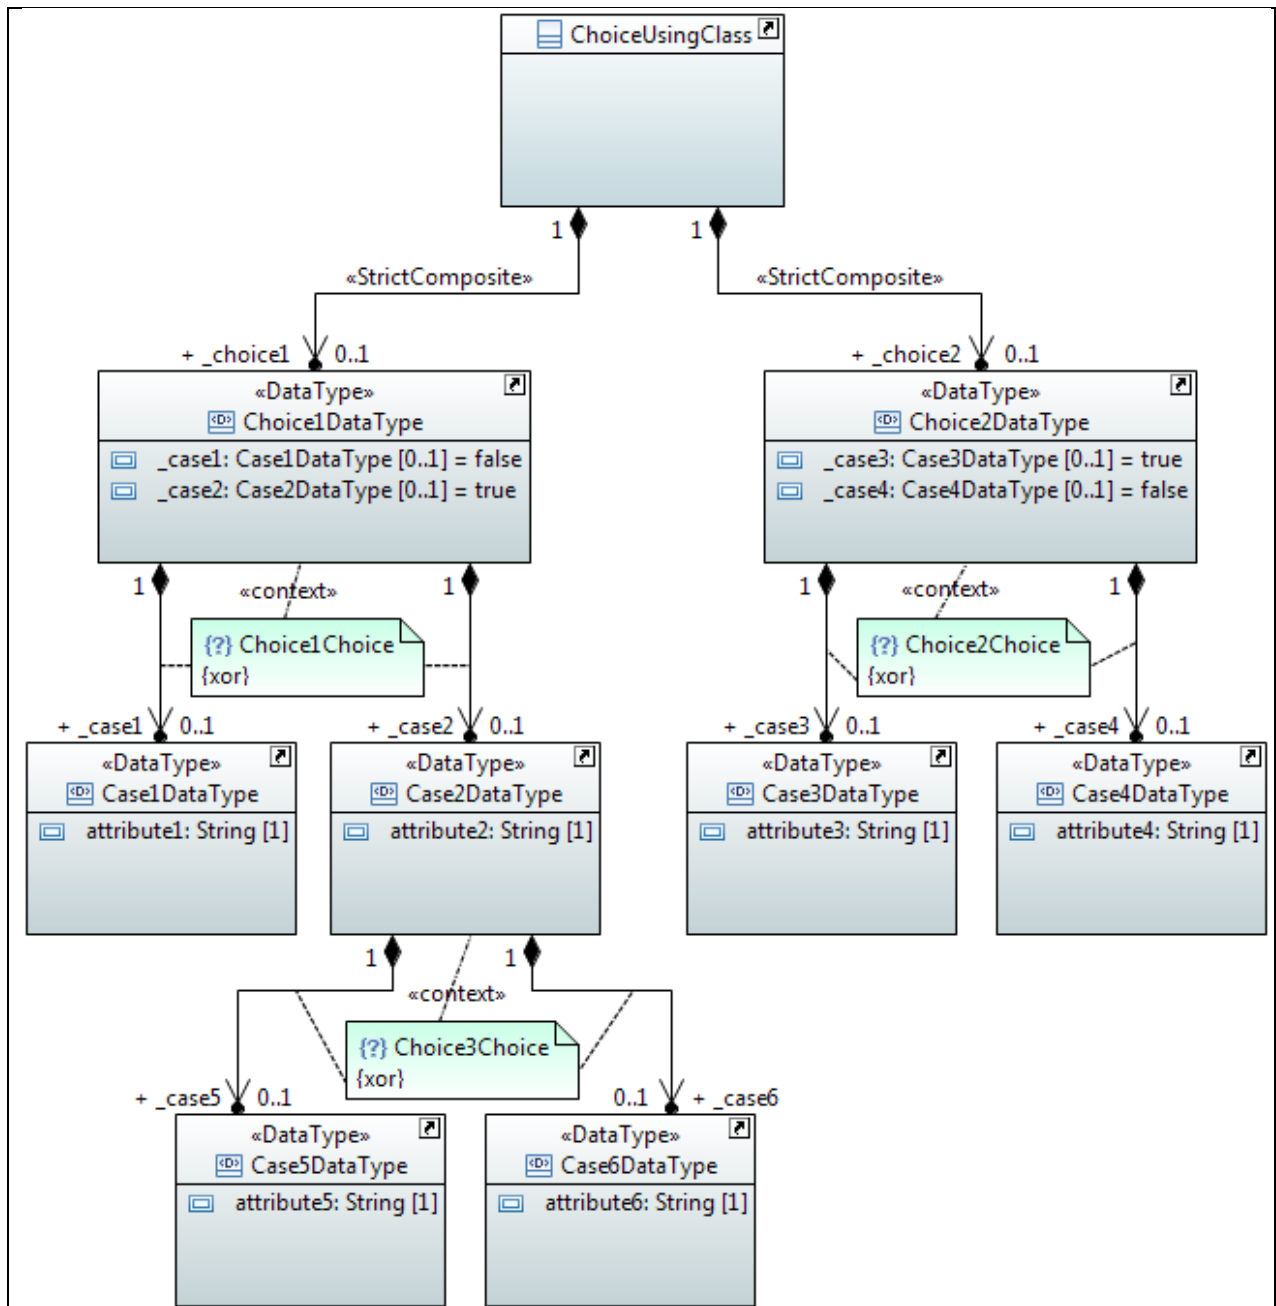 ChoiceUsingClass
1 1
«StrictComposite» «StrictComposite»
+ _choice1 0..1 + _choice2 0..1
«DataType» «DataType»
<D> Choice1DataType <D> Choice2DataType
_case1: Case1DataType [0..1] = false _case3: Case3DataType [0..1] = true
_case2: Case2DataType [0..1] = true _case4: Case4DataType [0..1] = false
1 «context» 1 1 «context» 1
{?} Choice1Choice {?} Choice2Choice
{xor} {xor}
+ _case1 0..1 + _case2 0..1 + _case3 0..1 + _case4 0..1
«DataType» «DataType» «DataType» «DataType»
<D> Case1DataType <D> Case2DataType <D> Case3DataType <D> Case4DataType
attribute1: String [1] attribute2: String [1] attribute3: String [1] attribute4: String [1]
1 1
«context»
{?} Choice3Choice
{xor}
+ _case5 0..1 0..1 + _case6
«DataType» «DataType»
<D> Case5DataType <D> Case6DataType
attribute5: String [1] attribute6: String [1]